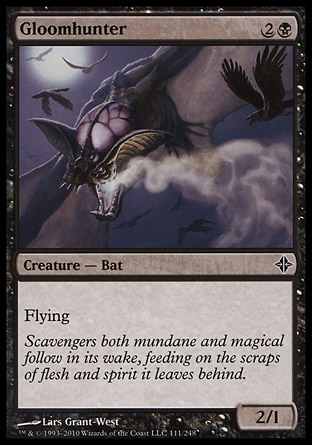 Gloomhunter 2
Creature — Bat
Flying
Scavengers both mundane and magical
follow in its wake, feeding on the scraps
of flesh and spirit it leaves behind.
Lars Grant-West
™ & © 1993–2010 Wizards of the Coast LLC 111/248
2/1